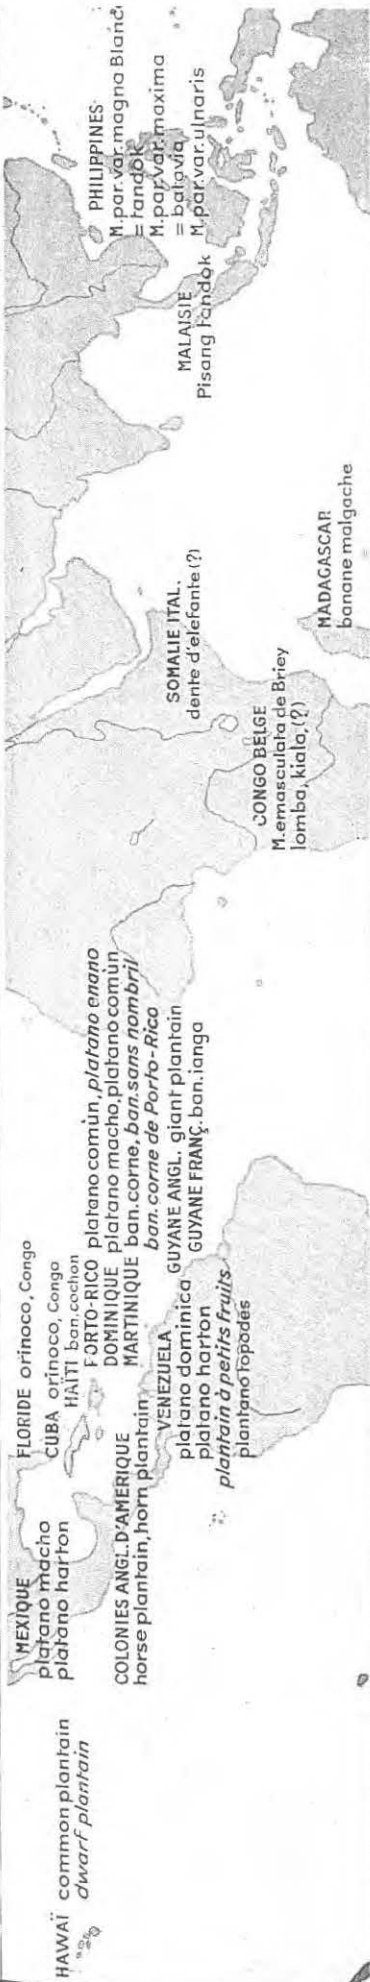 HAWAÏ common plantain
dwarf plantain
MEXIQUE
platano macho
platano harton
FLORIDE orinoco, Congo
CUBA orinoco, Congo
HAÏTI ban.cochon
PORTO-RICO platano comùn, platano enano
DOMINIQUE platano macho, platano comùn
MARTINIQUE ban.corne, ban.sans nombril
ban.corne de Porto-Rico
COLONIES ANGL.D'AMERIQUE
horse plantain, horn plantain
GUYANE ANGL. giant plantain
GUYANE FRANÇ. ban.ianga
VENEZUELA
platano dominica
platano harton
plantain à petits fruits
plantano topodes
SOMALIE ITAL.
dente d'elefante (?)
CONGO BELGE
M.emasculata de Briey
lomba, kiala, (?)
MADAGASCAR
banane malgache
MALAISIE
Pisang tandok
PHILIPPINES
M.par.var.magna Blanco
= tandok
M.par.var.maxima
= batavia
M.par.var.ulnaris